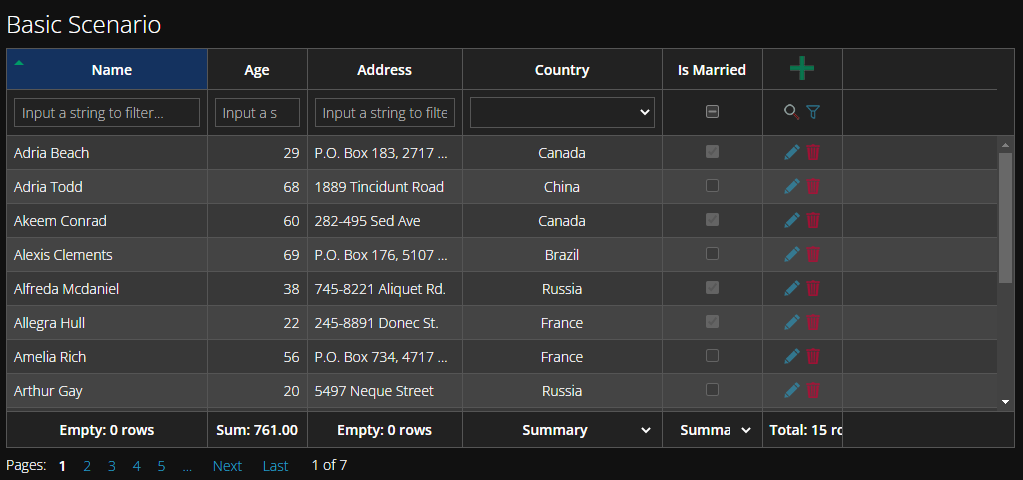 Basic Scenario
Name Age Address Country Is Married
Input a string to filter... Input a s Input a string to filte
Adria Beach 29 P.O. Box 183, 2717 ... Canada
Adria Todd 68 1889 Tincidunt Road China
Akeem Conrad 60 282-495 Sed Ave Canada
Alexis Clements 69 P.O. Box 176, 5107 ... Brazil
Alfreda Mcdaniel 38 745-8221 Aliquet Rd. Russia
Allegra Hull 22 245-8891 Donec St. France
Amelia Rich 56 P.O. Box 734, 4717 ... France
Arthur Gay 20 5497 Neque Street Russia
Empty: 0 rows Sum: 761.00 Empty: 0 rows Summary Summa Total: 15 ro
Pages: 1 2 3 4 5 ... Next Last 1 of 7